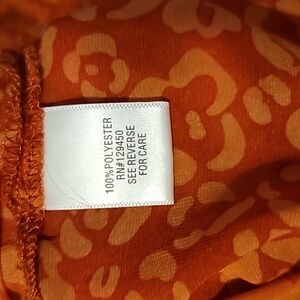 100% POLYESTER
RN#129450
SEE REVERSE
FOR CARE